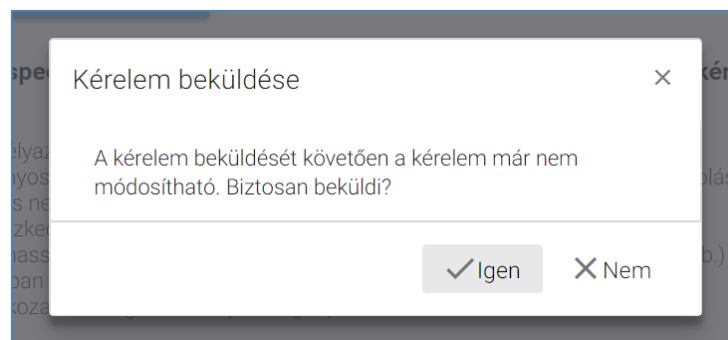 Kérelem beküldése
A kérelem beküldését követően a kérelem már nem
módosítható. Biztosan beküldi?
Igen
Nem